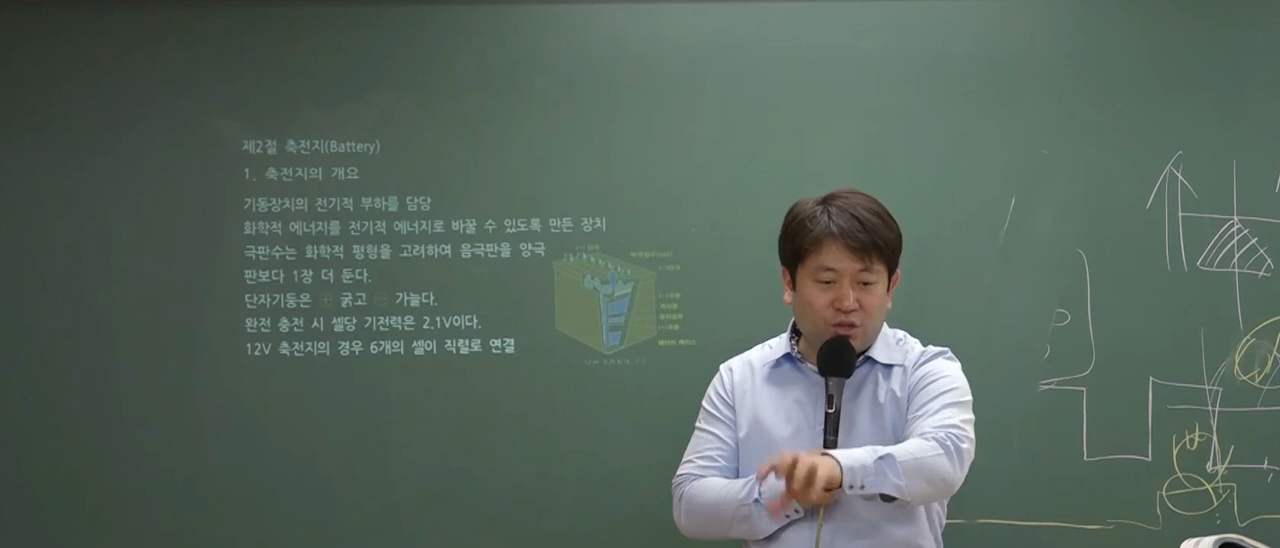 제2절 축전지(Battery)
1. 축전지의 개요
기동장치의 전기적 부하를 담당
화학적 에너지를 전기적 에너지로 바꿀 수 있도록 만든 장치
극판수는 화학적 평형을 고려하여 음극판을 양극
판보다 1장 더 둔다.
단자기둥은 + 굵고 - 가늘다.
완전 충전 시 셀당 기전력은 2.1V이다.
12V 축전지의 경우 6개의 셀이 직렬로 연결